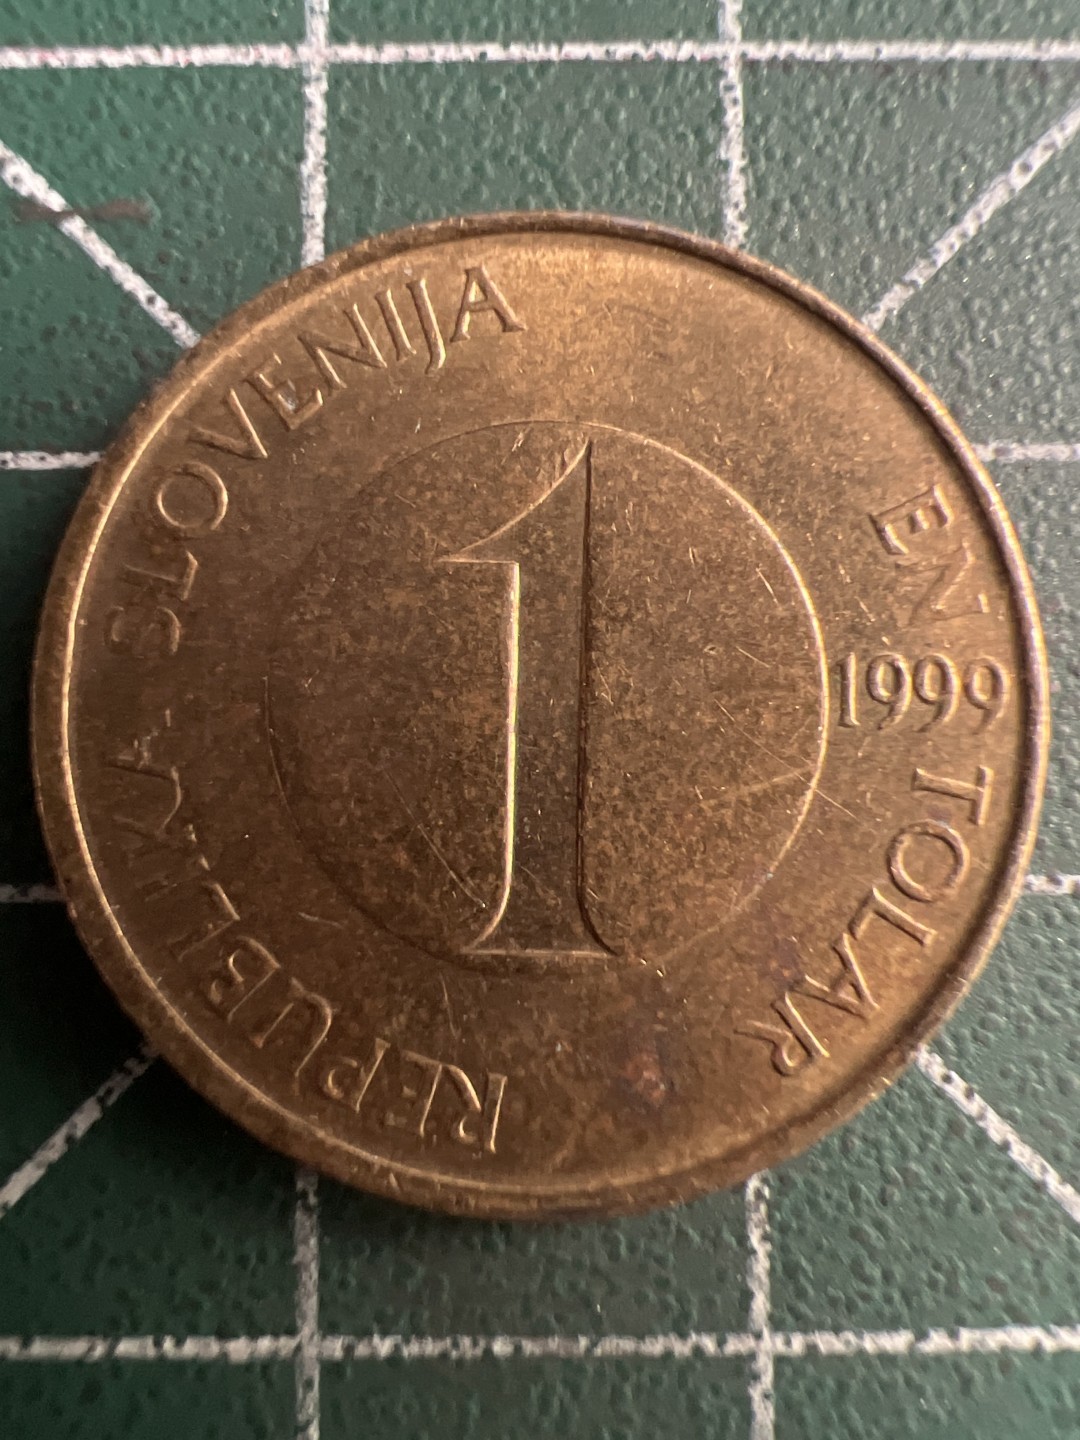 REPUBLIKA SLOVENIJA
EN TOLAR
1999
1